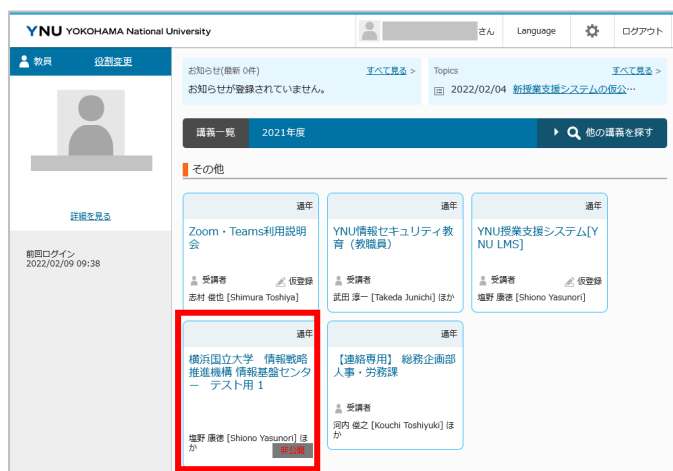 YNU YOKOHAMA National University
さん
Language
ログアウト
教員
役割変更
お知らせ(最新 0件)
すべて見る >
お知らせが登録されていません。
Topics
すべて見る >
2022/02/04 新授業支援システムの仮公…
講義一覧
2021年度
他の講義を探す
詳細を見る
前回ログイン
2022/02/09 09:38
その他
通年
Zoom・Teams利用説明
会
受講者
仮登録
志村 俊也 [Shimura Toshiya]
通年
YNU情報セキュリティ教
育（教職員）
受講者
武田 淳一 [Takeda Junichi] ほか
通年
YNU授業支援システム[Y
NU LMS]
受講者
仮登録
塩野 康徳 [Shiono Yasunori]
通年
横浜国立大学　情報戦略
推進機構 情報基盤センタ
ー　テスト用 1
塩野 康徳 [Shiono Yasunori] ほ
か
非公開
通年
【連絡専用】 総務企画部
人事・労務課
受講者
河内 俊之 [Kouchi Toshiyuki] ほ
か